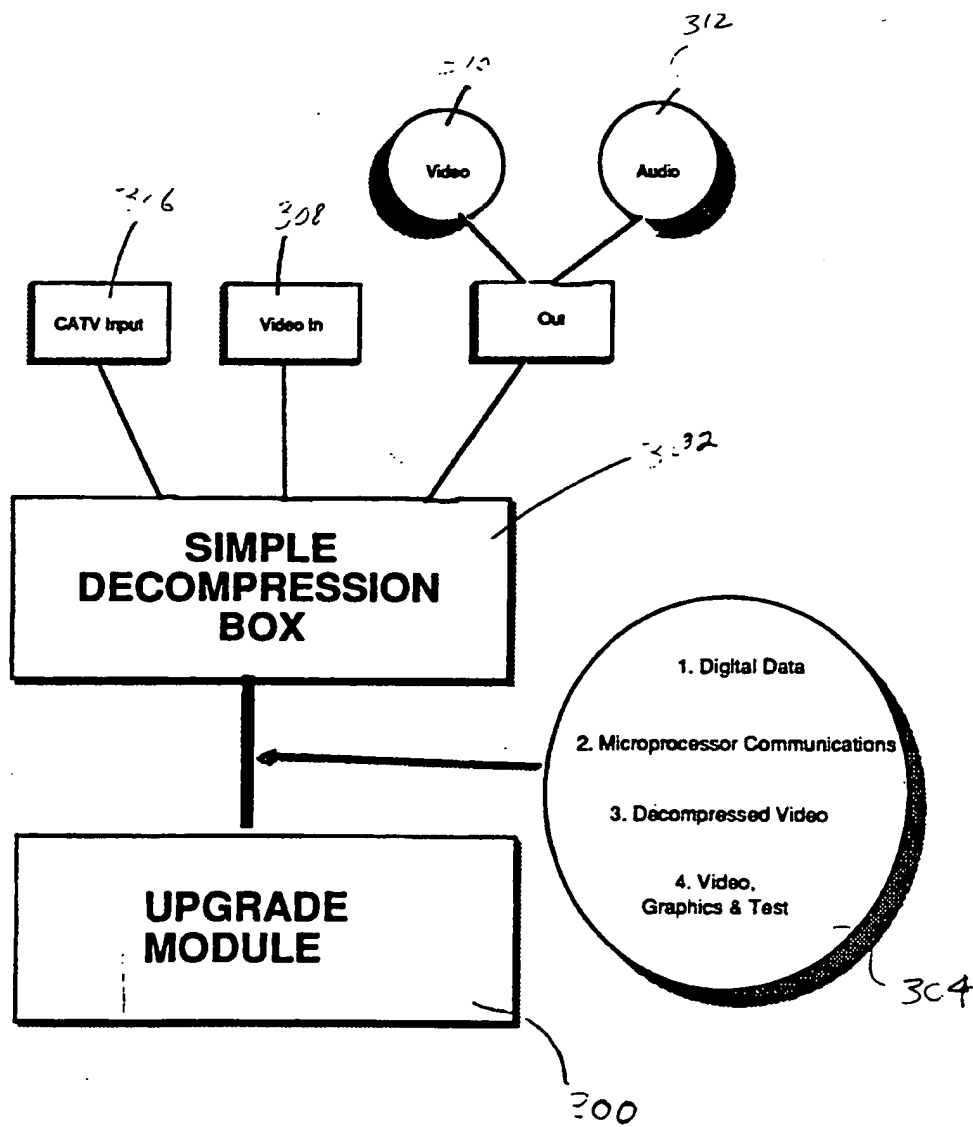 312
Video
Audio
308
CATV Input
Video In
Out
SIMPLE
DECOMPRESSION
BOX
1. Digital Data
2. Microprocessor Communications
3. Decompressed Video
4. Video,
Graphics & Test
UPGRADE
MODULE
304
300